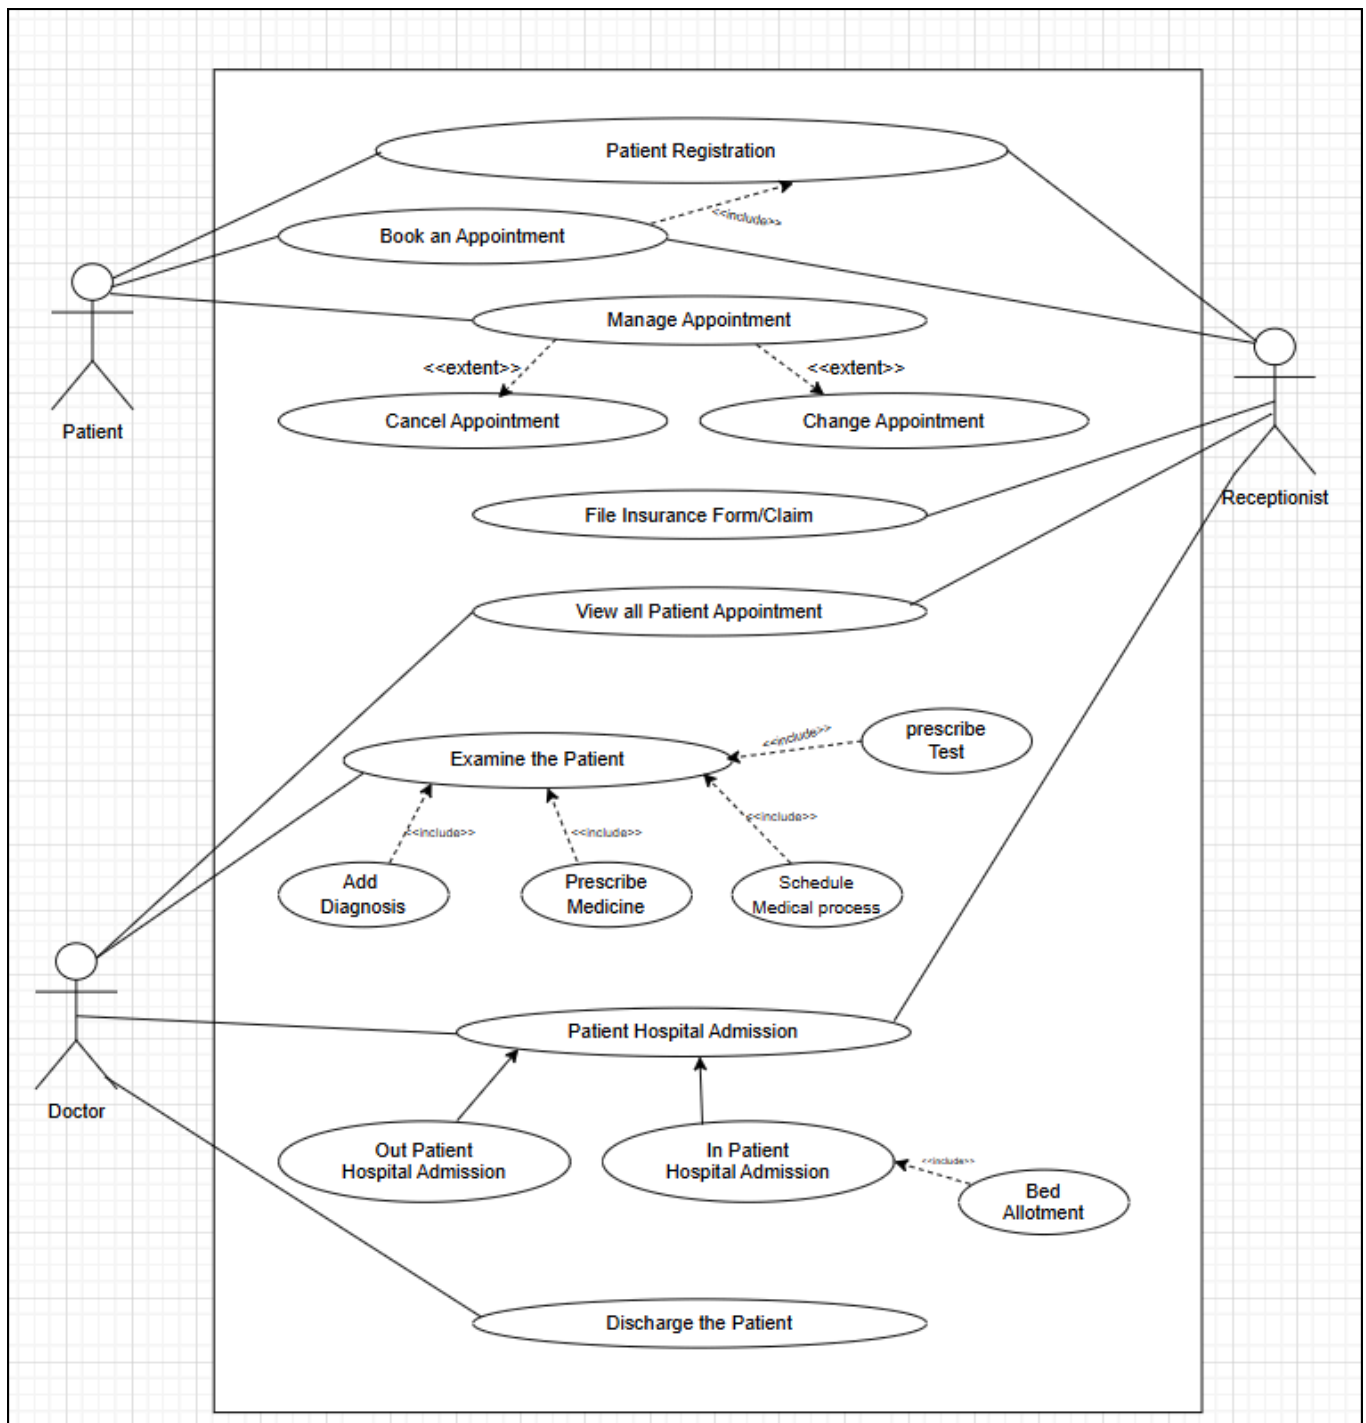 Patient Registration
<<include>>
Book an Appointment
Manage Appointment
<<extent>>
<<extent>>
Cancel Appointment
Change Appointment
Patient
Receptionist
File Insurance Form/Claim
View all Patient Appointment
prescribe
Test
<<include>>
Examine the Patient
<<include>>
<<include>>
<<include>>
Add
Diagnosis
Prescribe
Medicine
Schedule
Medical process
Patient Hospital Admission
Doctor
Out Patient
Hospital Admission
In Patient
Hospital Admission
<<include>>
Bed
Allotment
Discharge the Patient